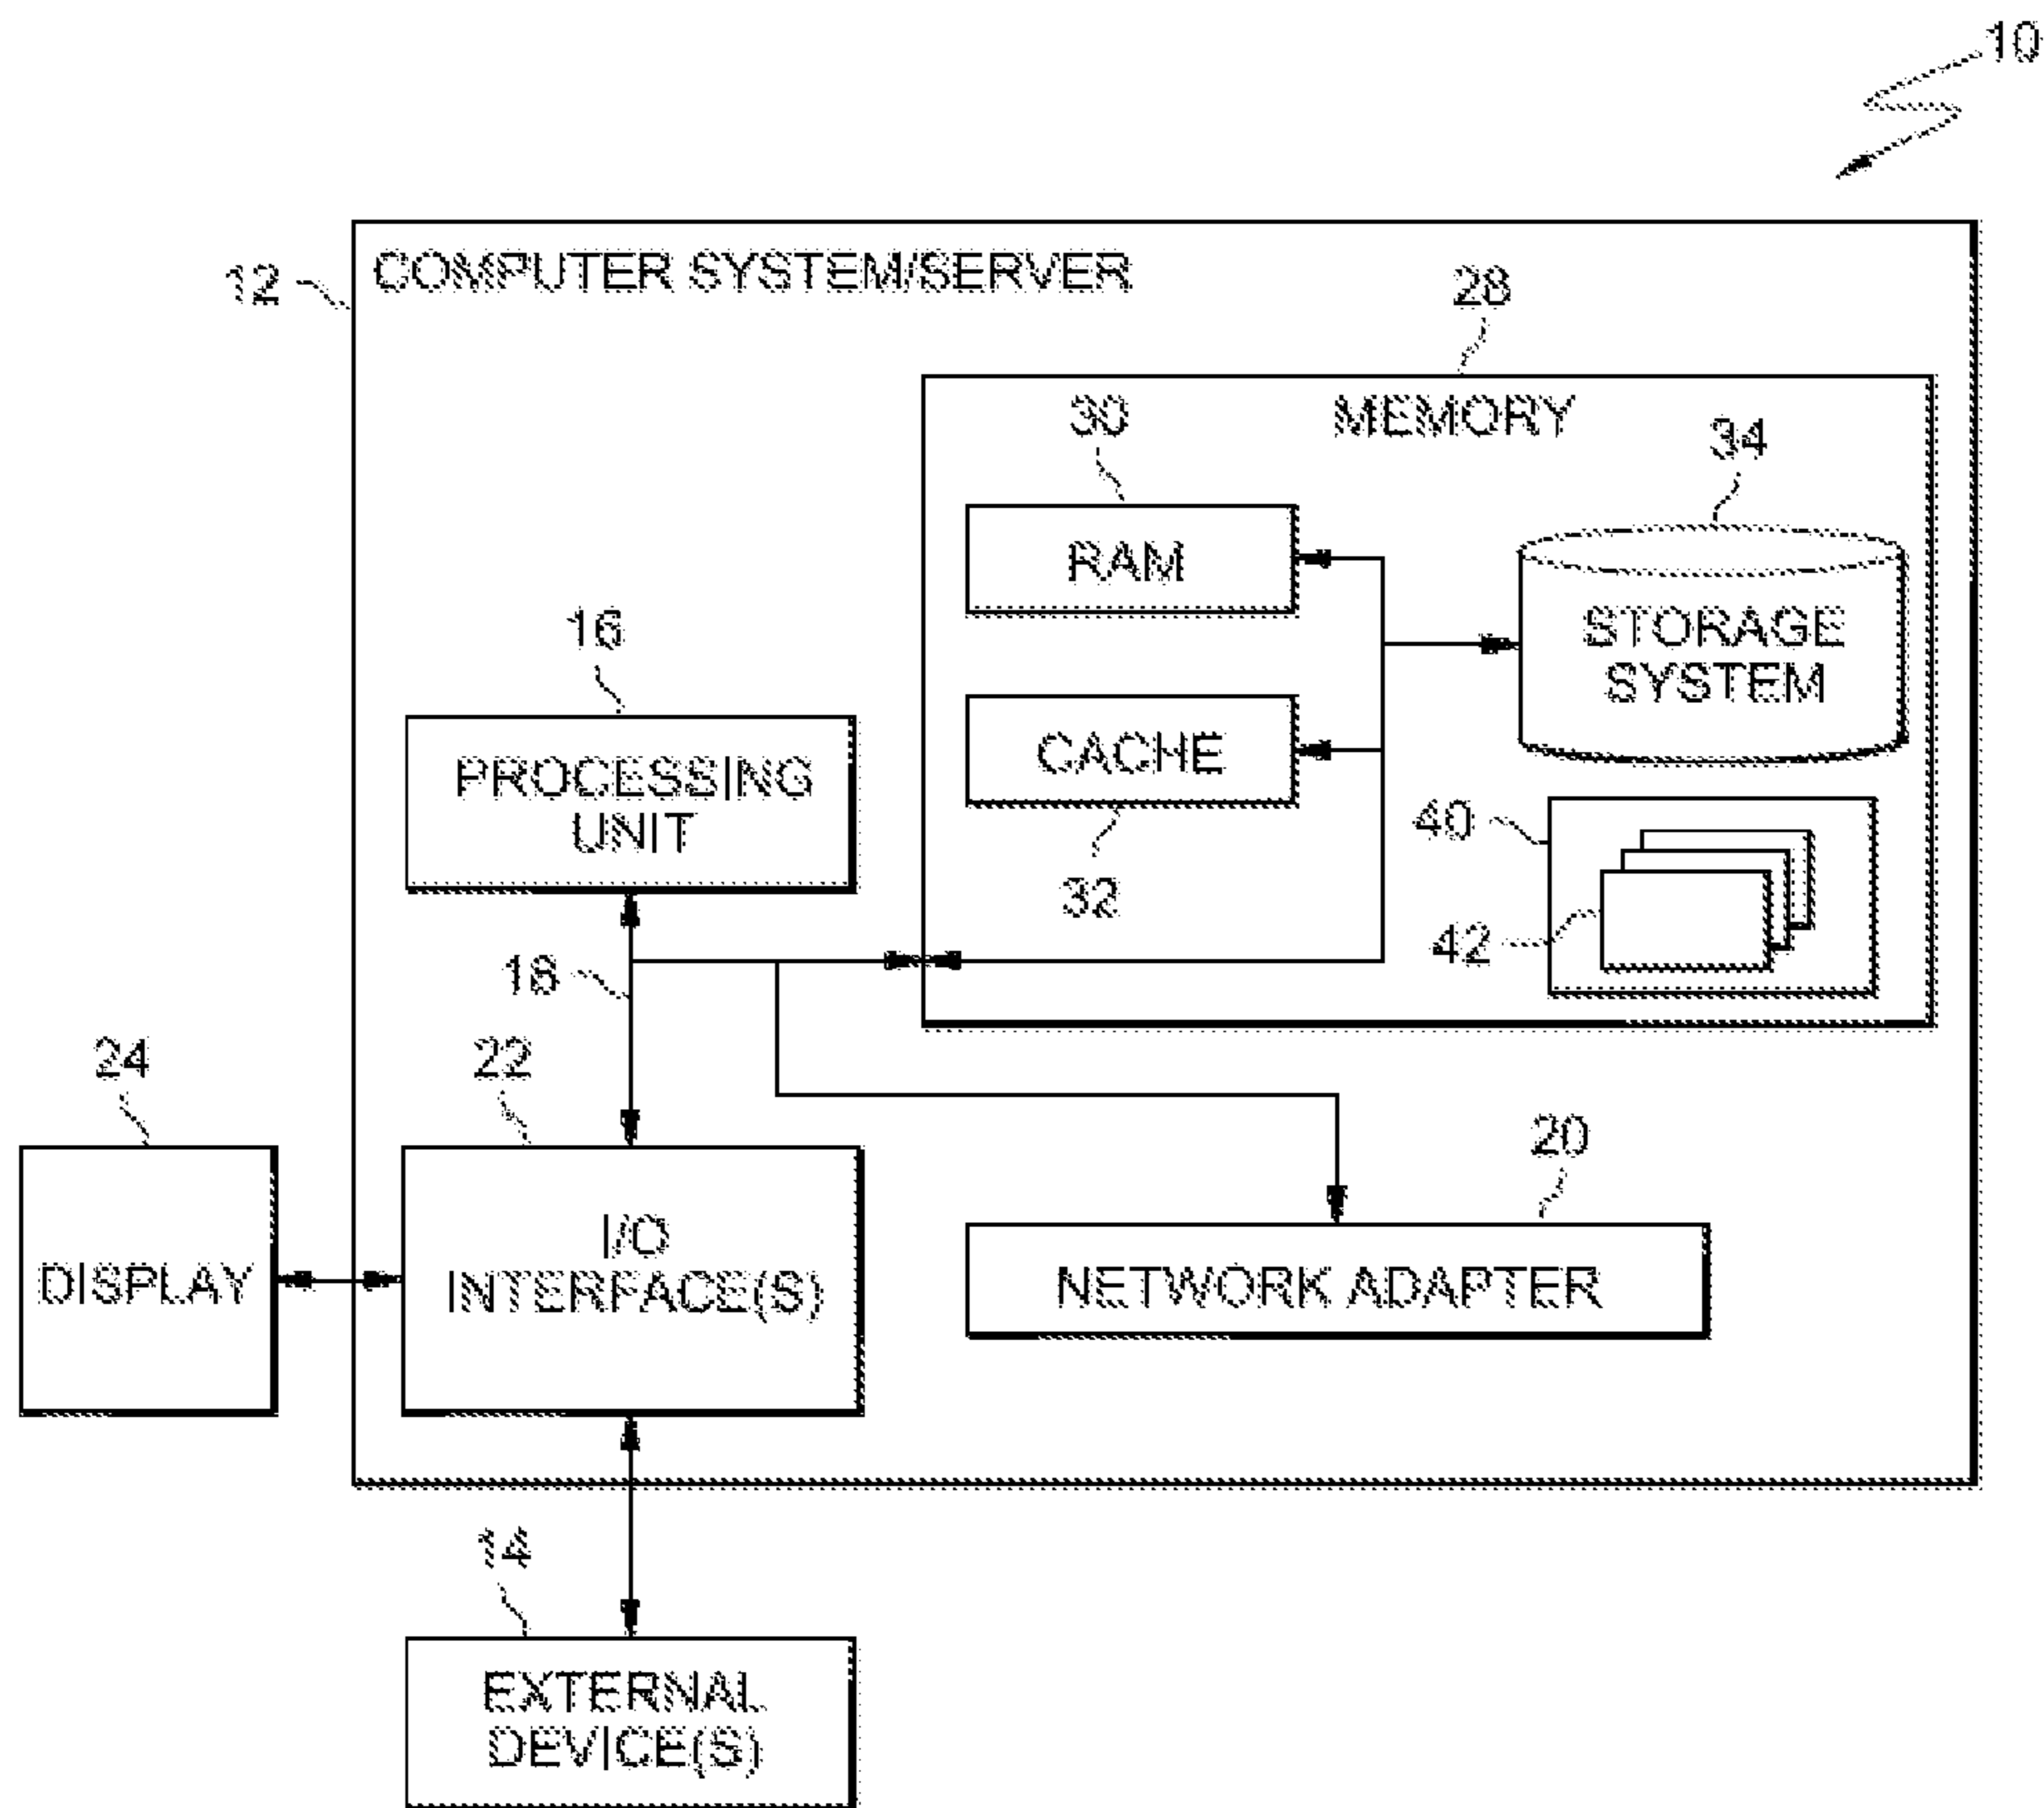 10
12
COMPUTER SYSTEM/SERVER
28
MEMORY
30
34
RAM
STORAGE
SYSTEM
16
PROCESSING
UNIT
CACHE
32
40
42
18
24
22
20
DISPLAY
I/O
INTERFACE(S)
NETWORK ADAPTER
14
EXTERNAL
DEVICE(S)